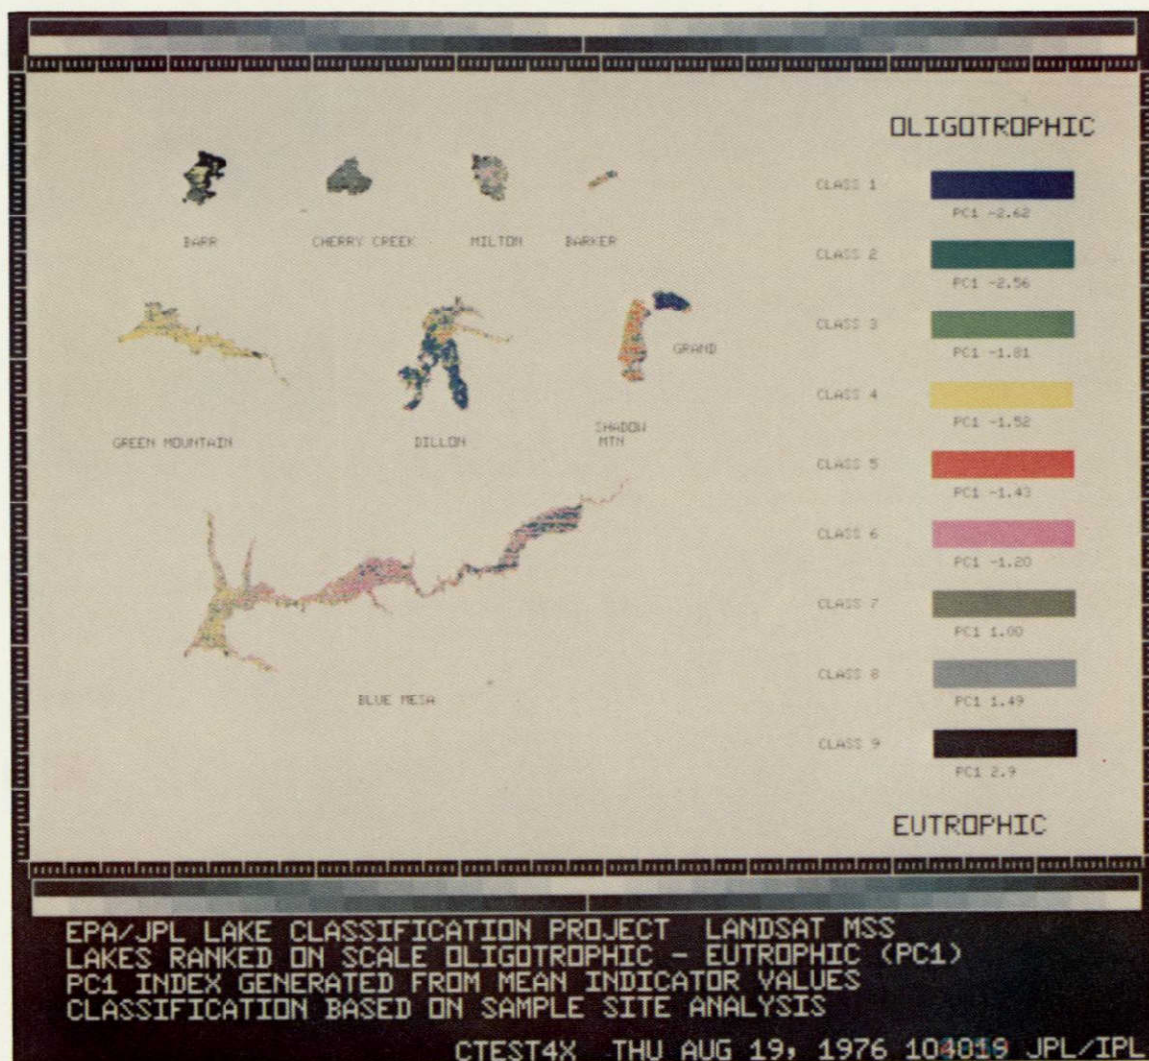 OLIGOTROPHIC
CLASS 1
PC1 -2.62
BARR CHERRY CREEK MILTON BARKER
CLASS 2
PC1 -2.56
CLASS 3
GRAND
PC1 -1.81
CLASS 4
PC1 -1.52
GREEN MOUNTAIN DILLON SHADOW
MTN
CLASS 5
PC1 -1.43
CLASS 6
PC1 -1.20
CLASS 7
PC1 1.00
CLASS 8
BLUE MESA
PC1 1.49
CLASS 9
PC1 2.9
EUTROPHIC
EPA/JPL LAKE CLASSIFICATION PROJECT LANDSAT MSS
LAKES RANKED ON SCALE OLIGOTROPHIC - EUTROPHIC (PC1)
PC1 INDEX GENERATED FROM MEAN INDICATOR VALUES
CLASSIFICATION BASED ON SAMPLE SITE ANALYSIS
CTEST4X THU AUG 19, 1976 104019 JPL/IPL